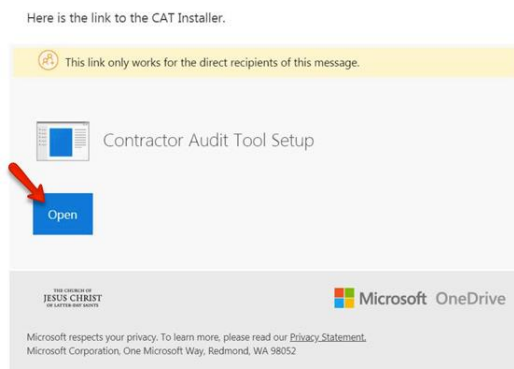 Here is the link to the CAT Installer.
This link only works for the direct recipients of this message.
Contractor Audit Tool Setup
Open
THE CHURCH OF
JESUS CHRIST
OF LATTER-DAY SAINTS
Microsoft OneDrive
Microsoft respects your privacy. To learn more, please read our Privacy Statement.
Microsoft Corporation, One Microsoft Way, Redmond, WA 98052